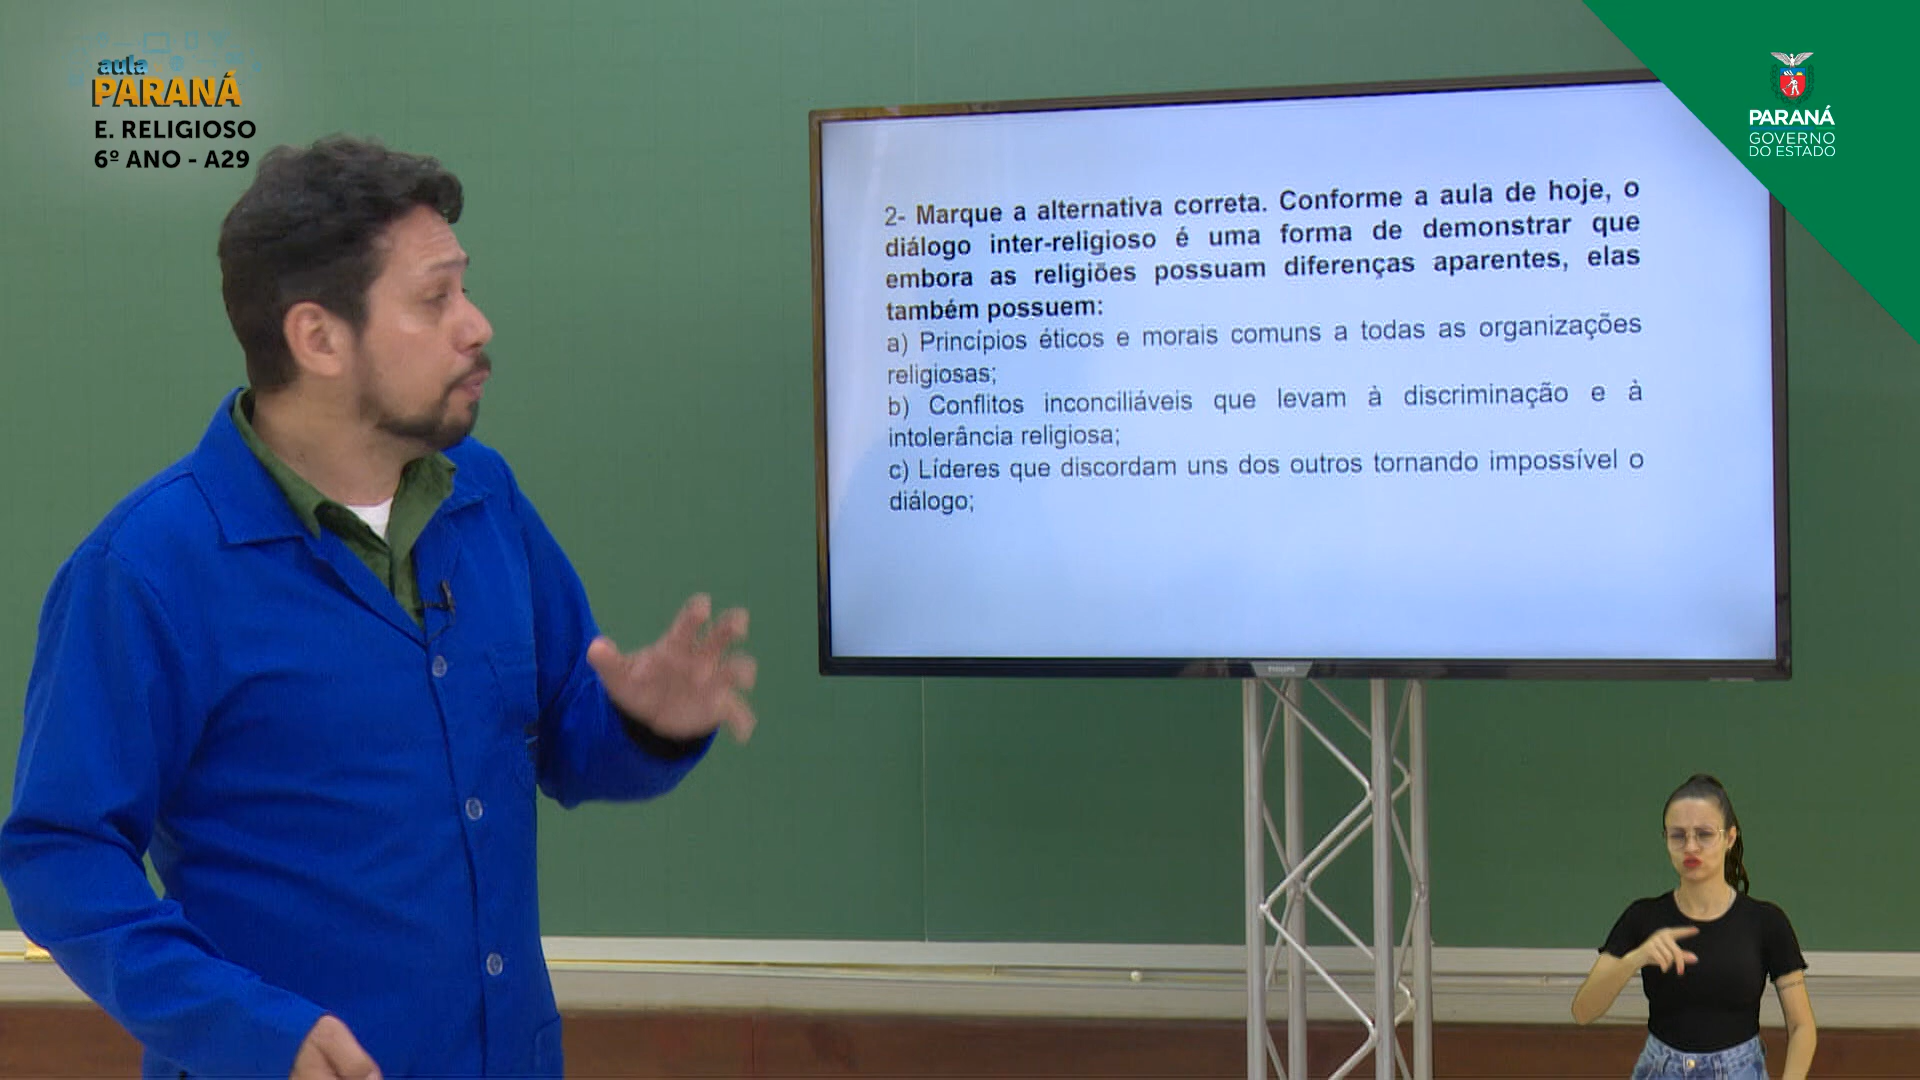 aula
PARANÁ
E. RELIGIOSO
6º ANO - A29
PARANÁ
GOVERNO
DO ESTADO
2- Marque a alternativa correta. Conforme a aula de hoje, o
diálogo inter-religioso é uma forma de demonstrar que
embora as religiões possuam diferenças aparentes, elas
também possuem:
a) Princípios éticos e morais comuns a todas as organizações
religiosas;
b) Conflitos inconciliáveis que levam à discriminação e à
intolerância religiosa;
c) Líderes que discordam uns dos outros tornando impossível o
diálogo;
PHILIPS